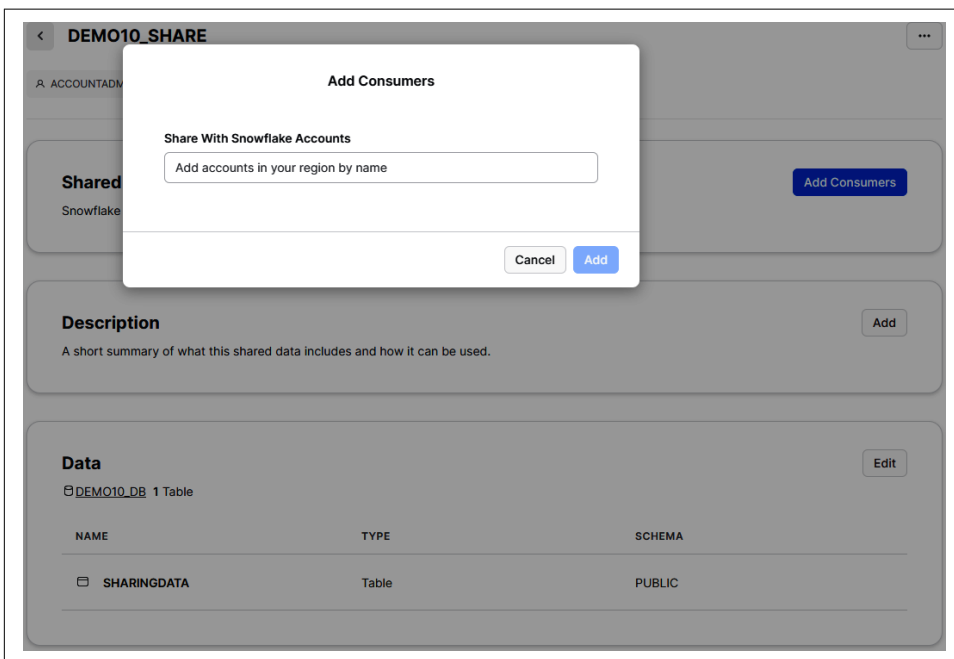 DEMO10_SHARE
...
ACCOUNTADM
Add Consumers
Share With Snowflake Accounts
Add accounts in your region by name
Shared
Add Consumers
Snowflake
Cancel
Add
Description
Add
A short summary of what this shared data includes and how it can be used.
Data
Edit
DEMO10_DB 1 Table
NAME TYPE SCHEMA
SHARINGDATA Table PUBLIC